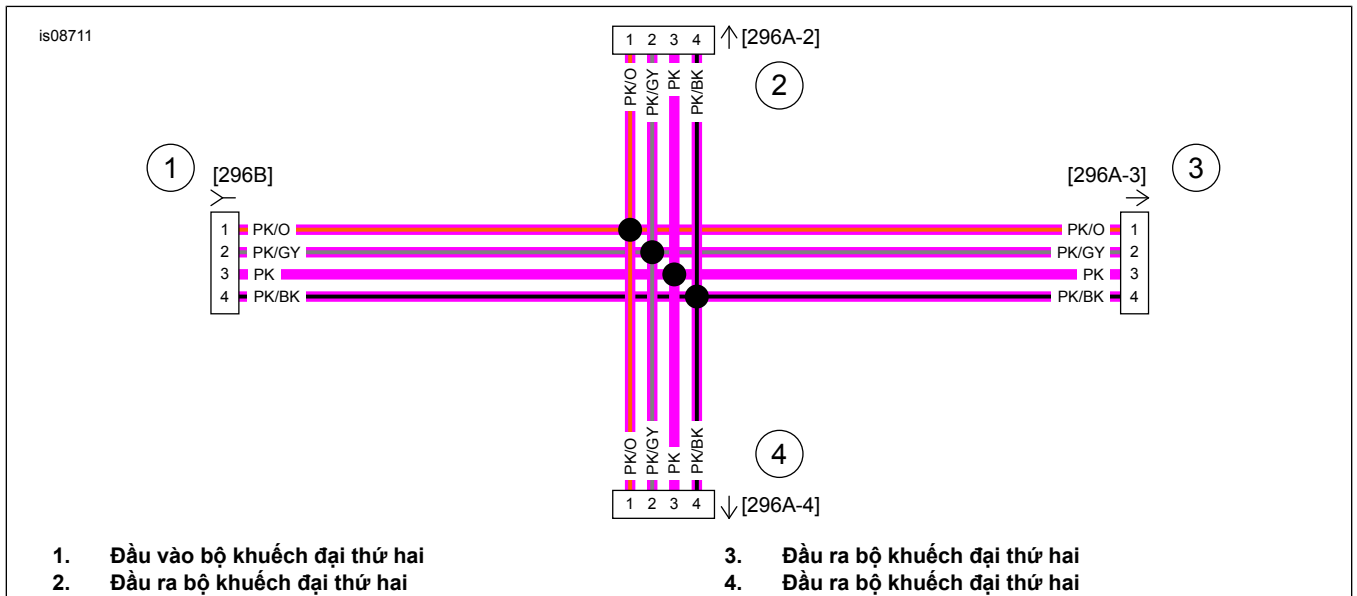 is08711
1 2 3 4 [296A-2]
PK/O PK/GY PK PK/BK
2
1 [296B]
[296A-3] 3
1 PK/O PK/O 1
2 PK/GY PK/GY 2
3 PK PK 3
4 PK/BK PK/BK 4
PK/O PK/GY PK PK/BK
4
1 2 3 4 [296A-4]
1. Đầu vào bộ khuếch đại thứ hai
2. Đầu ra bộ khuếch đại thứ hai
3. Đầu ra bộ khuếch đại thứ hai
4. Đầu ra bộ khuếch đại thứ hai